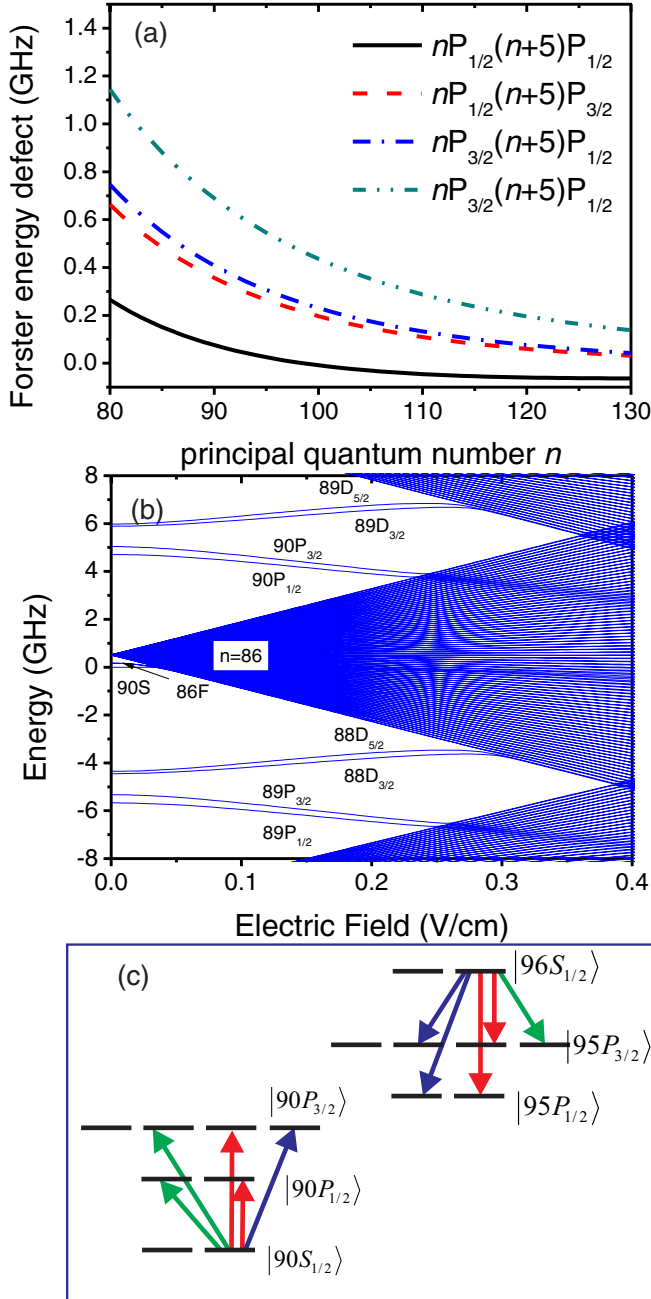 (a)
nP1/2(n+5)P1/2
nP1/2(n+5)P3/2
nP3/2(n+5)P1/2
nP3/2(n+5)P1/2
Forster energy defect (GHz)
1.4
1.2
1.0
0.8
0.6
0.4
0.2
0.0
80 90 100 110 120 130
principal quantum number n
(b)
Energy (GHz)
8
6
4
2
0
-2
-4
-6
-8
89D5/2
89D3/2
90P3/2
90P1/2
n=86
90S
86F
88D5/2
88D3/2
89P3/2
89P1/2
0.0 0.1 0.2 0.3 0.4
Electric Field (V/cm)
(c)
|96S1/2⟩
|95P3/2⟩
|95P1/2⟩
|90P3/2⟩
|90P1/2⟩
|90S1/2⟩